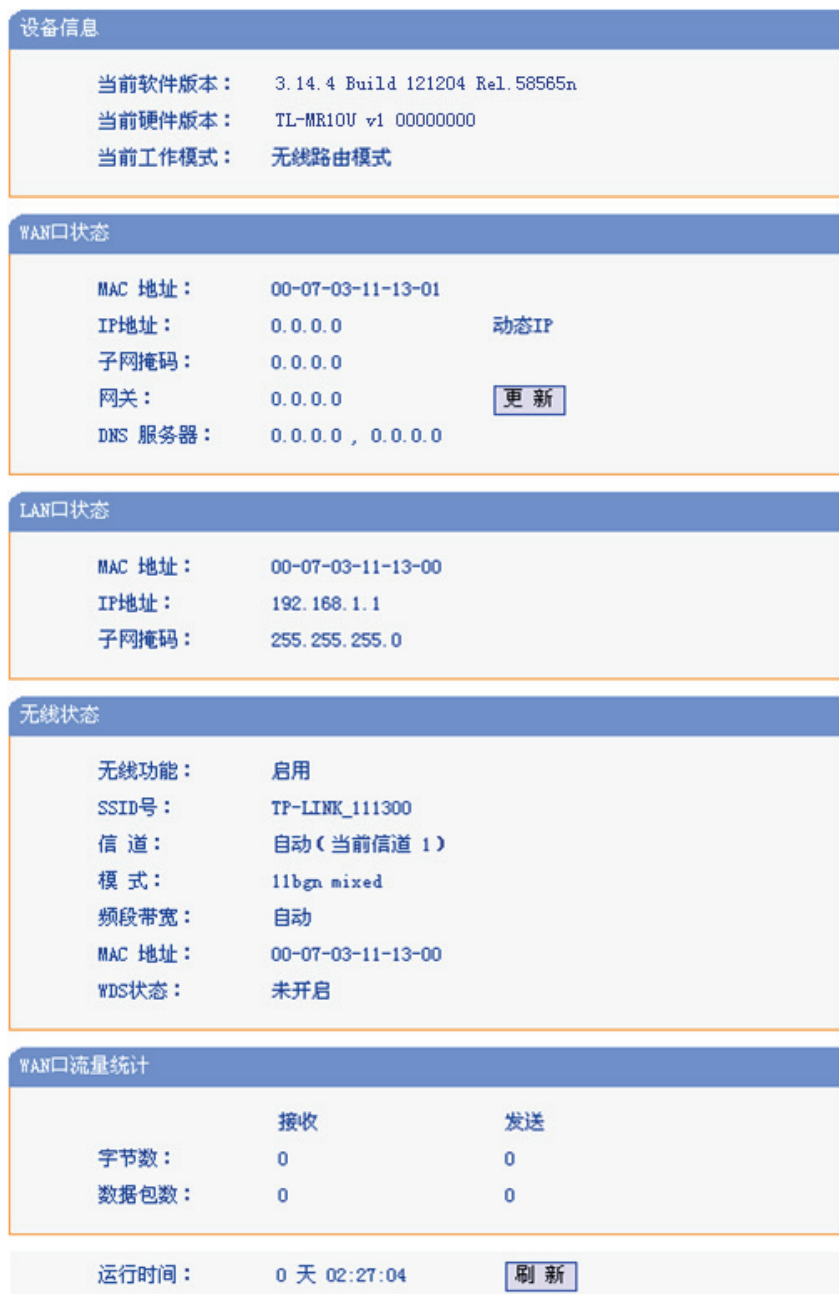 设备信息
当前软件版本： 3.14.4 Build 121204 Rel.58565n
当前硬件版本： TL-MR10U v1 00000000
当前工作模式： 无线路由模式
WAN口状态
MAC 地址： 00-07-03-11-13-01
IP地址： 0.0.0.0 动态IP
子网掩码： 0.0.0.0
网关： 0.0.0.0 更 新
DNS 服务器： 0.0.0.0 , 0.0.0.0
LAN口状态
MAC 地址： 00-07-03-11-13-00
IP地址： 192.168.1.1
子网掩码： 255.255.255.0
无线状态
无线功能： 启用
SSID号： TP-LINK_111300
信 道： 自动（当前信道 1）
模 式： 11bgn mixed
频段带宽： 自动
MAC 地址： 00-07-03-11-13-00
WDS状态： 未开启
WAN口流量统计
接收 发送
字节数： 0 0
数据包数： 0 0
运行时间： 0 天 02:27:04 刷 新